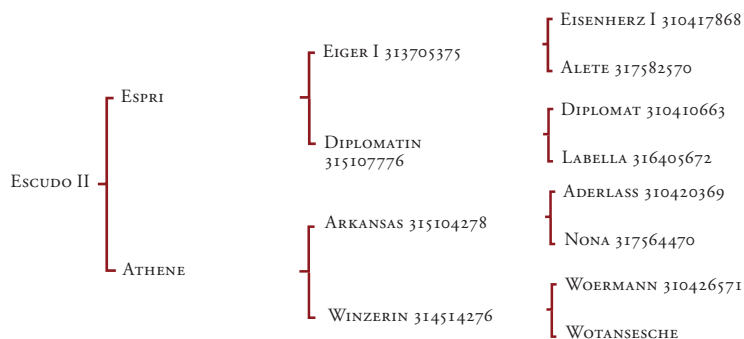 Eisenherz I 310417868
Eiger I 313705375
Alete 317582570
Espri
Diplomat 310410663
Diplomatin
315107776
Labella 316405672
Escudo II
Aderlass 310420369
Arkansas 315104278
Nona 317564470
Athene
Woermann 310426571
Winzerin 314514276
Wotansesche